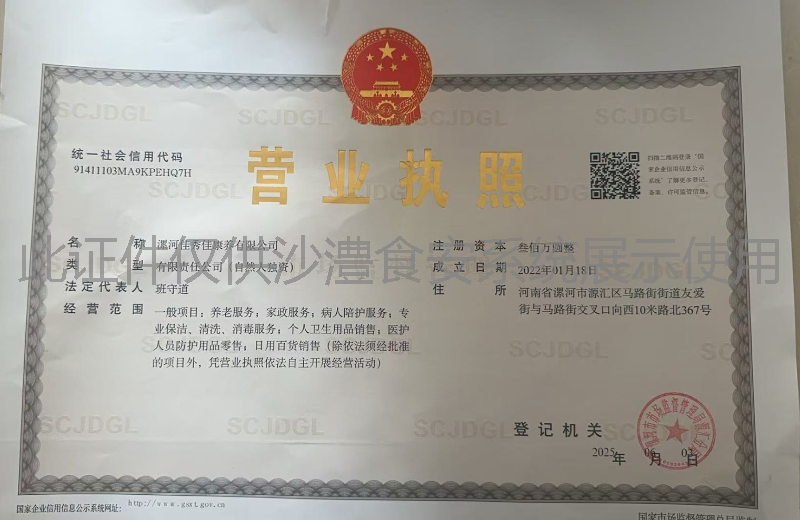 营业执照
统一社会信用代码
91411103MA9KPEHQ7H
扫描二维码登录“国
家企业信用信息公示
系统”了解更多登记、
备案、许可监管信息。
名称 漯河佳秀佳康养有限公司
类型 有限责任公司（自然人独资）
法定代表人 班守道
经营范围 一般项目：养老服务；家政服务；病人陪护服务；专
业保洁、清洗、消毒服务；个人卫生用品销售；医护
人员防护用品零售；日用百货销售（除依法须经批准
的项目外，凭营业执照依法自主开展经营活动）
注册资本 叁佰万圆整
成立日期 2022年01月18日
住所 河南省漯河市源汇区马路街街道友爱
街与马路街交叉口向西10米路北367号
此证件仅供沙澧食安系统展示使用
SCJDGL
登记机关
2025年06月03日
国家企业信用信息公示系统网址：http://www.gsxt.gov.cn
国家市场监督管理总局监制